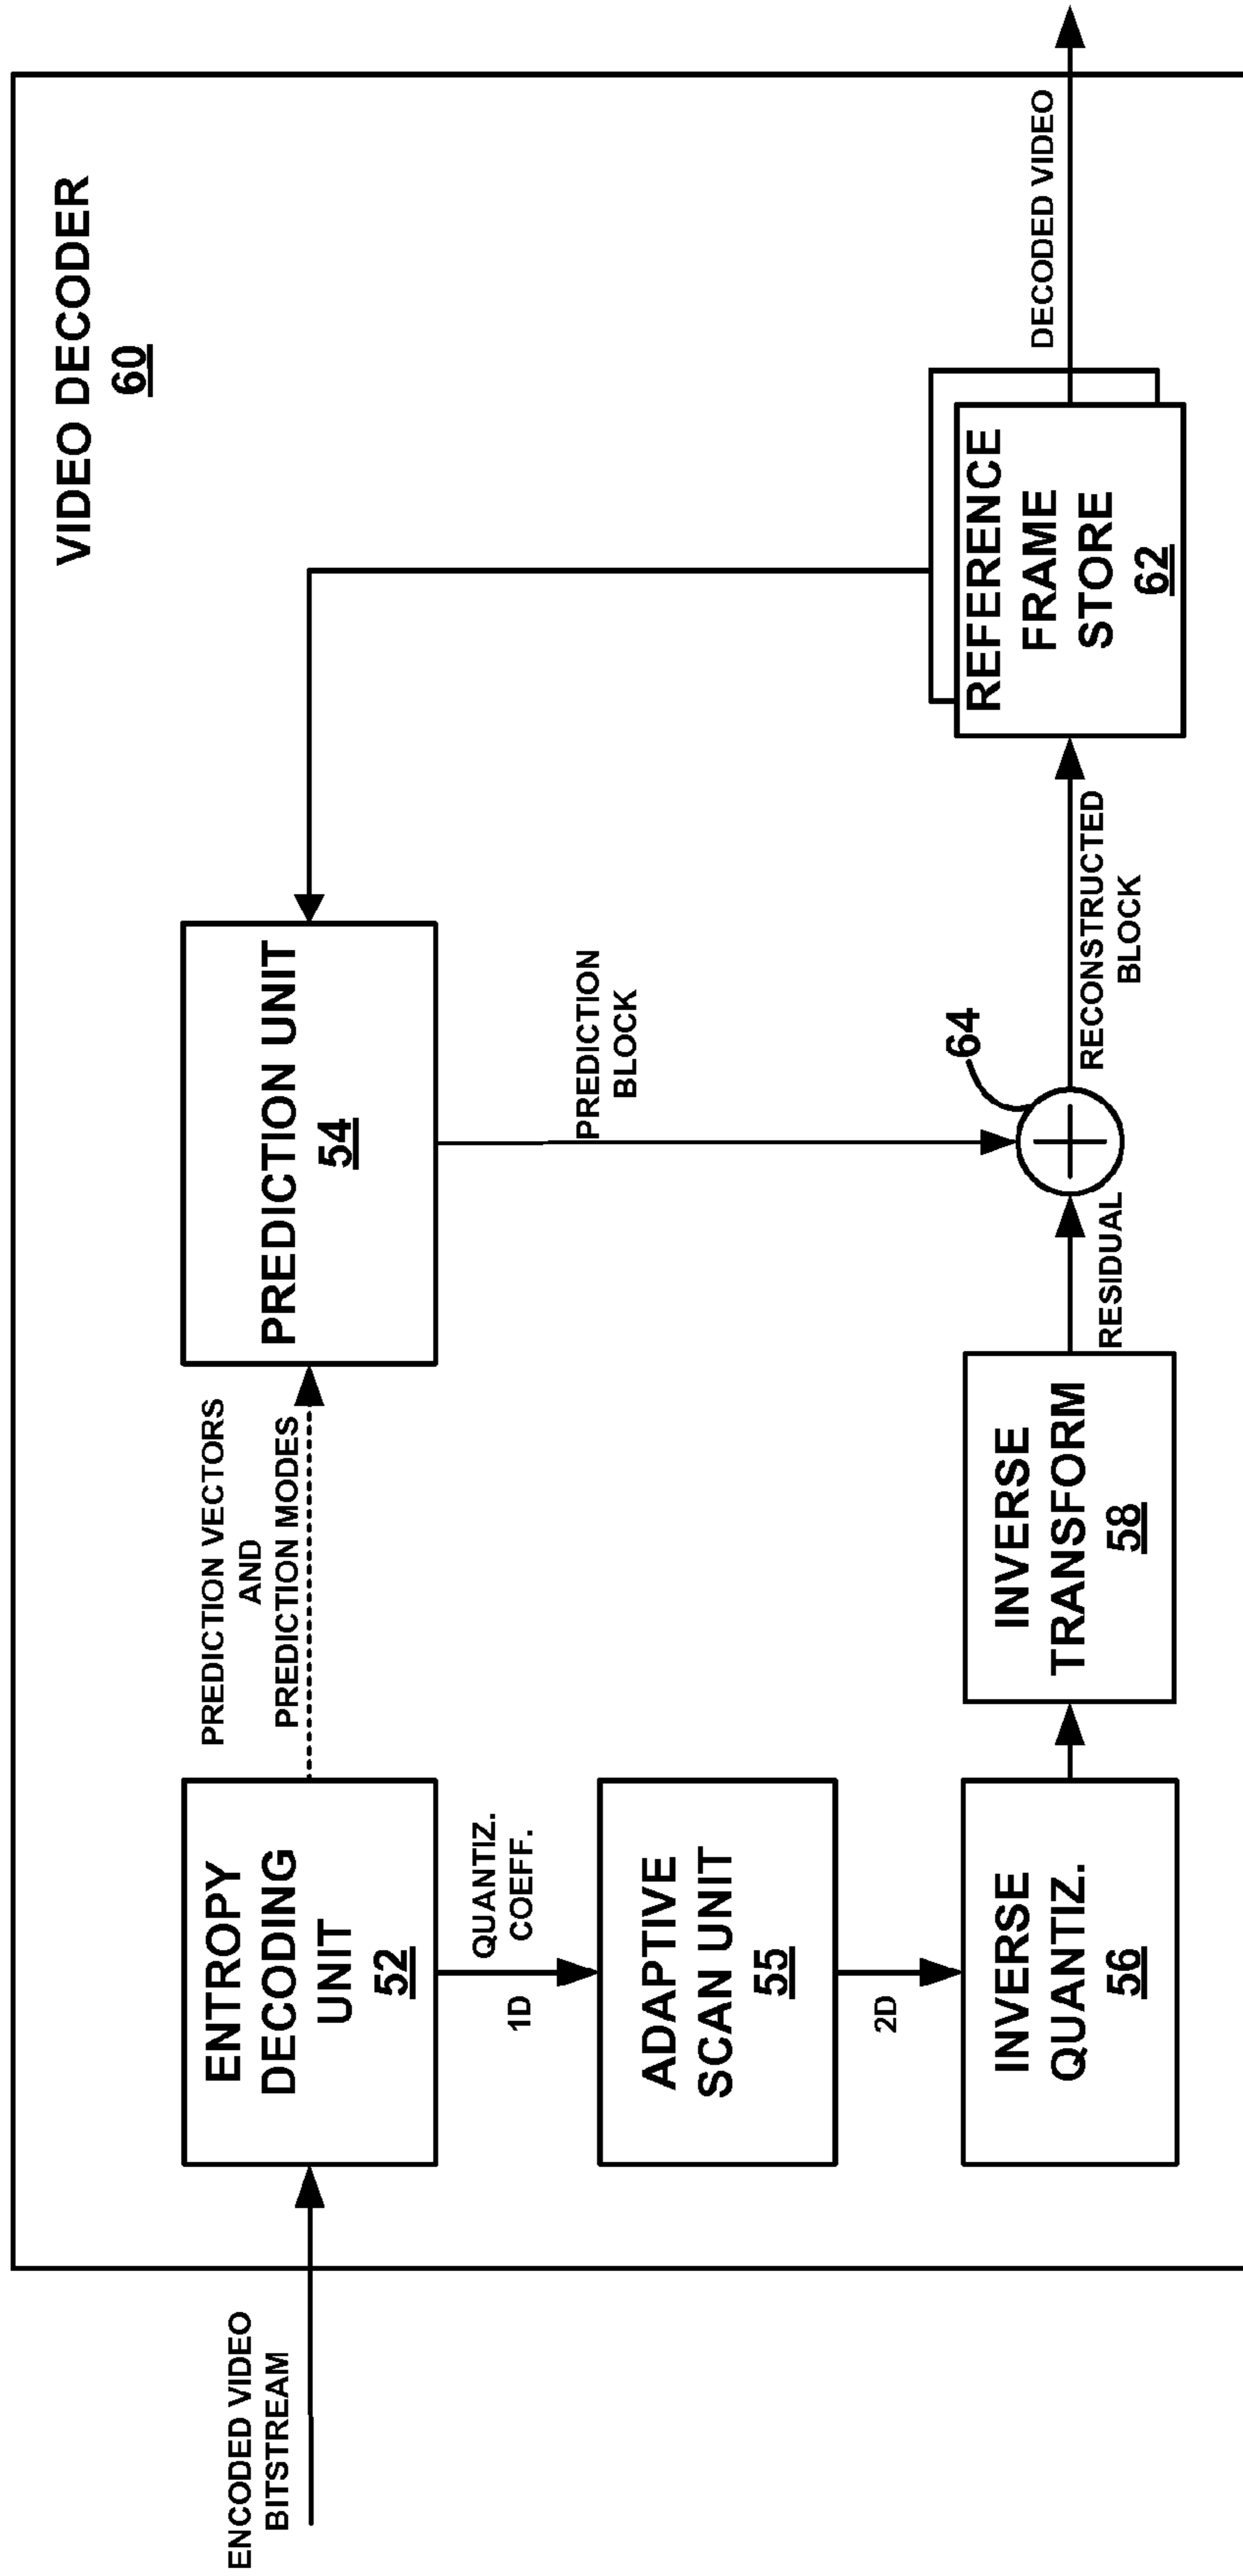 VIDEO DECODER
60
ENCODED VIDEO
BITSTREAM
ENTROPY
DECODING
UNIT
52
PREDICTION VECTORS
AND
PREDICTION MODES
PREDICTION UNIT
54
QUANTIZ.
COEFF.
1D
PREDICTION
BLOCK
ADAPTIVE
SCAN UNIT
55
2D
INVERSE
QUANTIZ.
56
INVERSE
TRANSFORM
58
RESIDUAL
64
RECONSTRUCTED
BLOCK
REFERENCE
FRAME
STORE
62
DECODED VIDEO